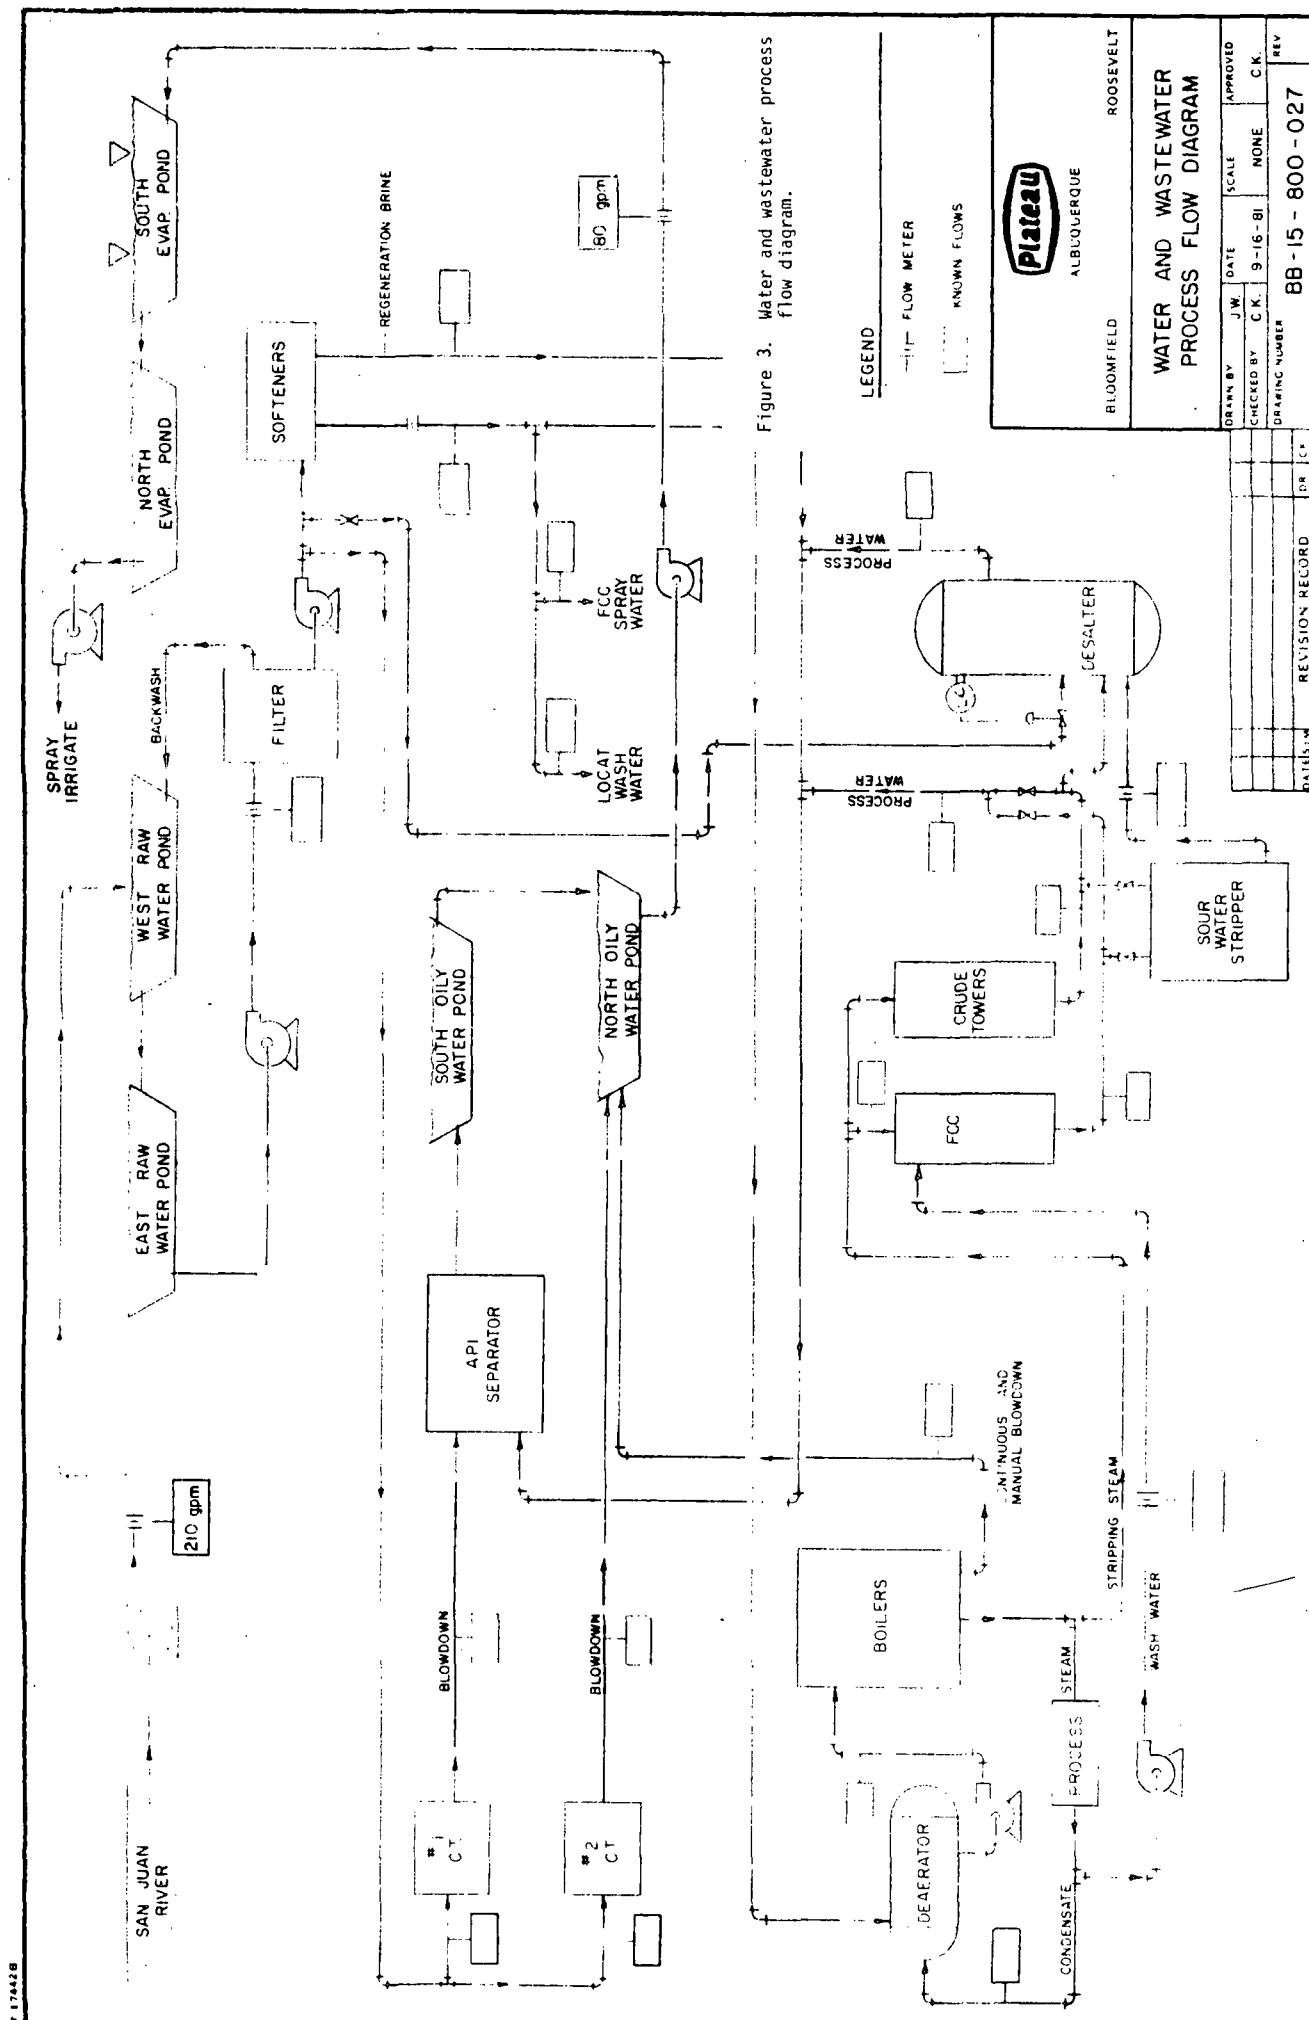 SAN JUAN
RIVER
210 gpm
EAST RAW
WATER POND
WEST RAW
WATER POND
BACKWASH
SPRAY
IRRIGATE
NORTH
EVAP. POND
SOUTH
EVAP. POND
FILTER
SOFTENERS
REGENERATION BRINE
80 gpm
#1
C T
#2
C T
BLOWDOWN
BLOWDOWN
API
SEPARATOR
SOUTH OILY
WATER POND
NORTH OILY
WATER POND
LOCAT
WASH
WATER
FCC
SPRAY
WATER
DEAERATOR
BOILERS
CONTINUOUS AND
MANUAL BLOWDOWN
CONDENSATE
PROCESS
STEAM
STRIPPING STEAM
WASH WATER
FCC
CRUDE
TOWERS
SOUR
WATER
STRIPPER
PROCESS
WATER
PROCESS
WATER
LC
DESALTER
Figure 3. Water and wastewater process
flow diagram.
LEGEND
FLOW METER
KNOWN FLOWS
Plateau
BLOOMFIELD
ALBUQUERQUE
ROOSEVELT
WATER AND WASTEWATER
PROCESS FLOW DIAGRAM
DRAWN BY J.W.
DATE
SCALE
APPROVED
CHECKED BY C.K.
9-16-81
NONE
C.K.
DRAWING NUMBER
BB-15-800-027
REV
REVISION RECORD
DR
CK